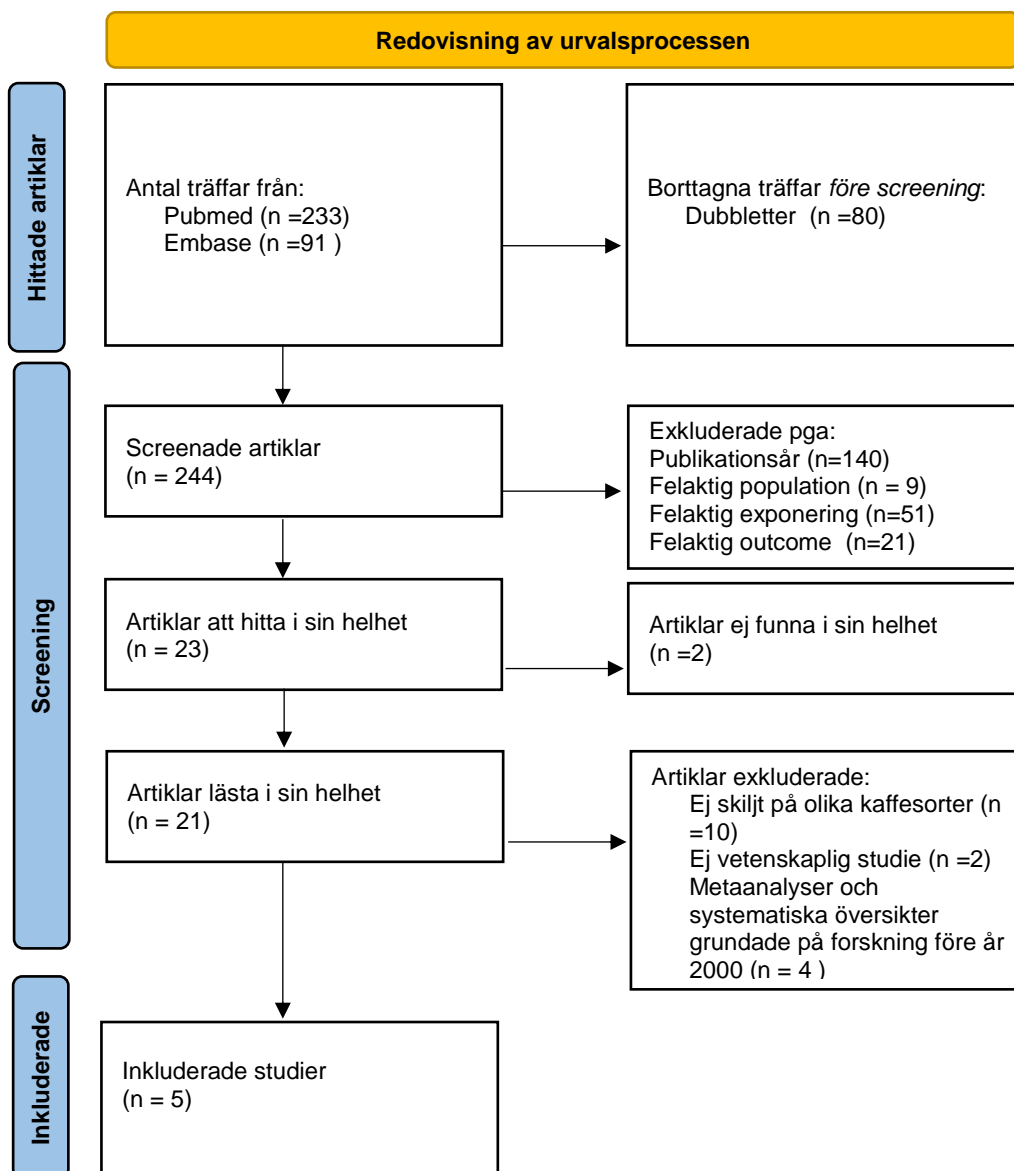 Redovisning av urvalsprocessen
Hittade artiklar
Antal träffar från:
Pubmed (n =233)
Embase (n =91 )
Borttagna träffar före screening:
Dubbletter  (n =80)
Screening
Screenade artiklar
(n = 244)
Exkluderade pga:
Publikationsår (n=140)
Felaktig population (n = 9)
Felaktig exponering (n=51)
Felaktig outcome  (n=21)
Artiklar att hitta i sin helhet
(n = 23)
Artiklar ej funna i sin helhet
(n =2)
Artiklar lästa i sin helhet
(n = 21)
Artiklar exkluderade:
Ej skiljt på olika kaffesorter (n
=10)
Ej vetenskaplig studie (n =2)
Metaanalyser och
systematiska översikter
grundade på forskning före år
2000 (n = 4 )
Inkluderade
Inkluderade studier
(n = 5)